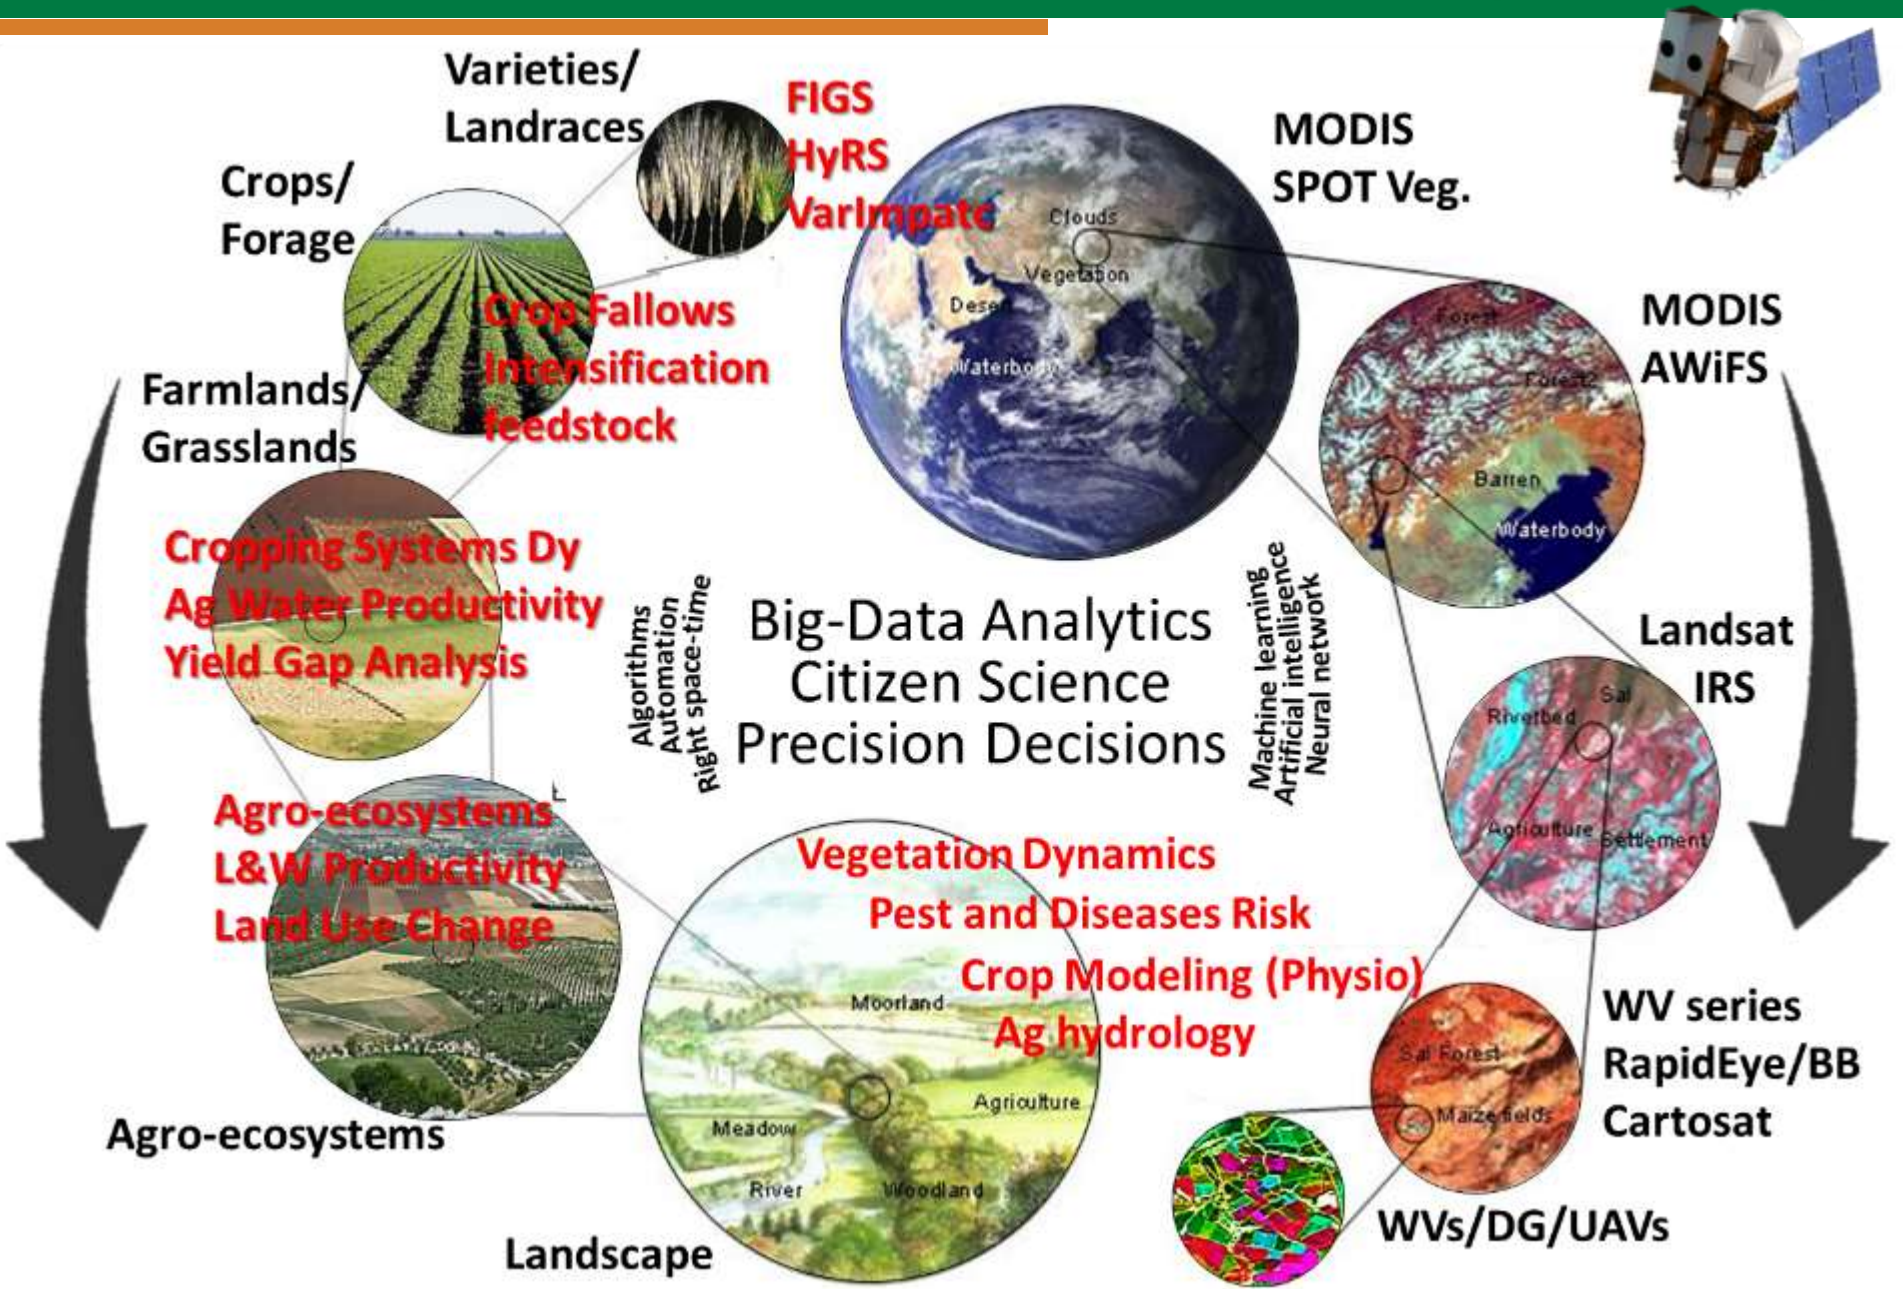 Varieties/
Landraces
FIGS
HyRS
VarImpatc
MODIS
SPOT Veg.
Crops/
Forage
Crop Fallows
Intensification
feedstock
Clouds
Vegetation
Desert
Waterbody
MODIS
AWiFS
Forest
Forest2
Barren
Waterbody
Farmlands/
Grasslands
Cropping Systems Dy
Ag Water Productivity
Yield Gap Analysis
Algorithms
Automation
Right space-time
Big-Data Analytics
Citizen Science
Precision Decisions
Machine learning
Artificial intelligence
Neural network
Landsat
IRS
Sal
Riverbed
Agriculture
Settlement
Agro-ecosystems
L&W Productivity
Land Use Change
Agro-ecosystems
Vegetation Dynamics
Pest and Diseases Risk
Crop Modeling (Physio)
Ag hydrology
Moorland
Agriculture
Meadow
River
Woodland
Landscape
WV series
RapidEye/BB
Cartosat
Sal Forest
Maize fields
WVs/DG/UAVs